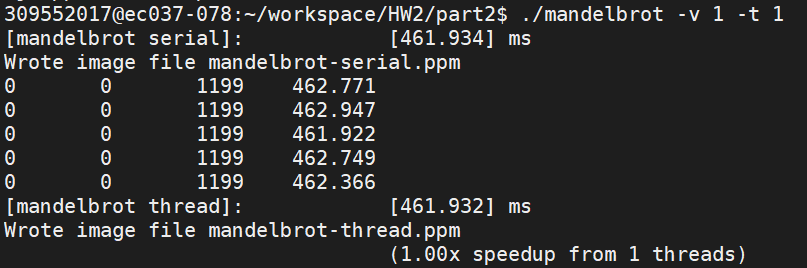 309552017@ec037-078:~/workspace/HW2/part2$ ./mandelbrot -v 1 -t 1
[mandelbrot serial]: [461.934] ms
Wrote image file mandelbrot-serial.ppm
0 0 1199 462.771
0 0 1199 462.947
0 0 1199 461.922
0 0 1199 462.749
0 0 1199 462.366
[mandelbrot thread]: [461.932] ms
Wrote image file mandelbrot-thread.ppm
(1.00x speedup from 1 threads)